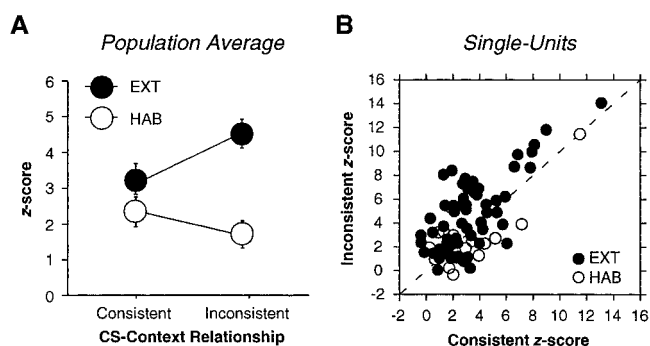 A
Population Average
6
5
4
3
2
1
0
z-score
EXT
HAB
Consistent Inconsistent
CS-Context Relationship
B
Single-Units
16
14
12
10
8
6
4
2
0
-2
Inconsistent z-score
EXT
HAB
-2 0 2 4 6 8 10 12 14 16
Consistent z-score